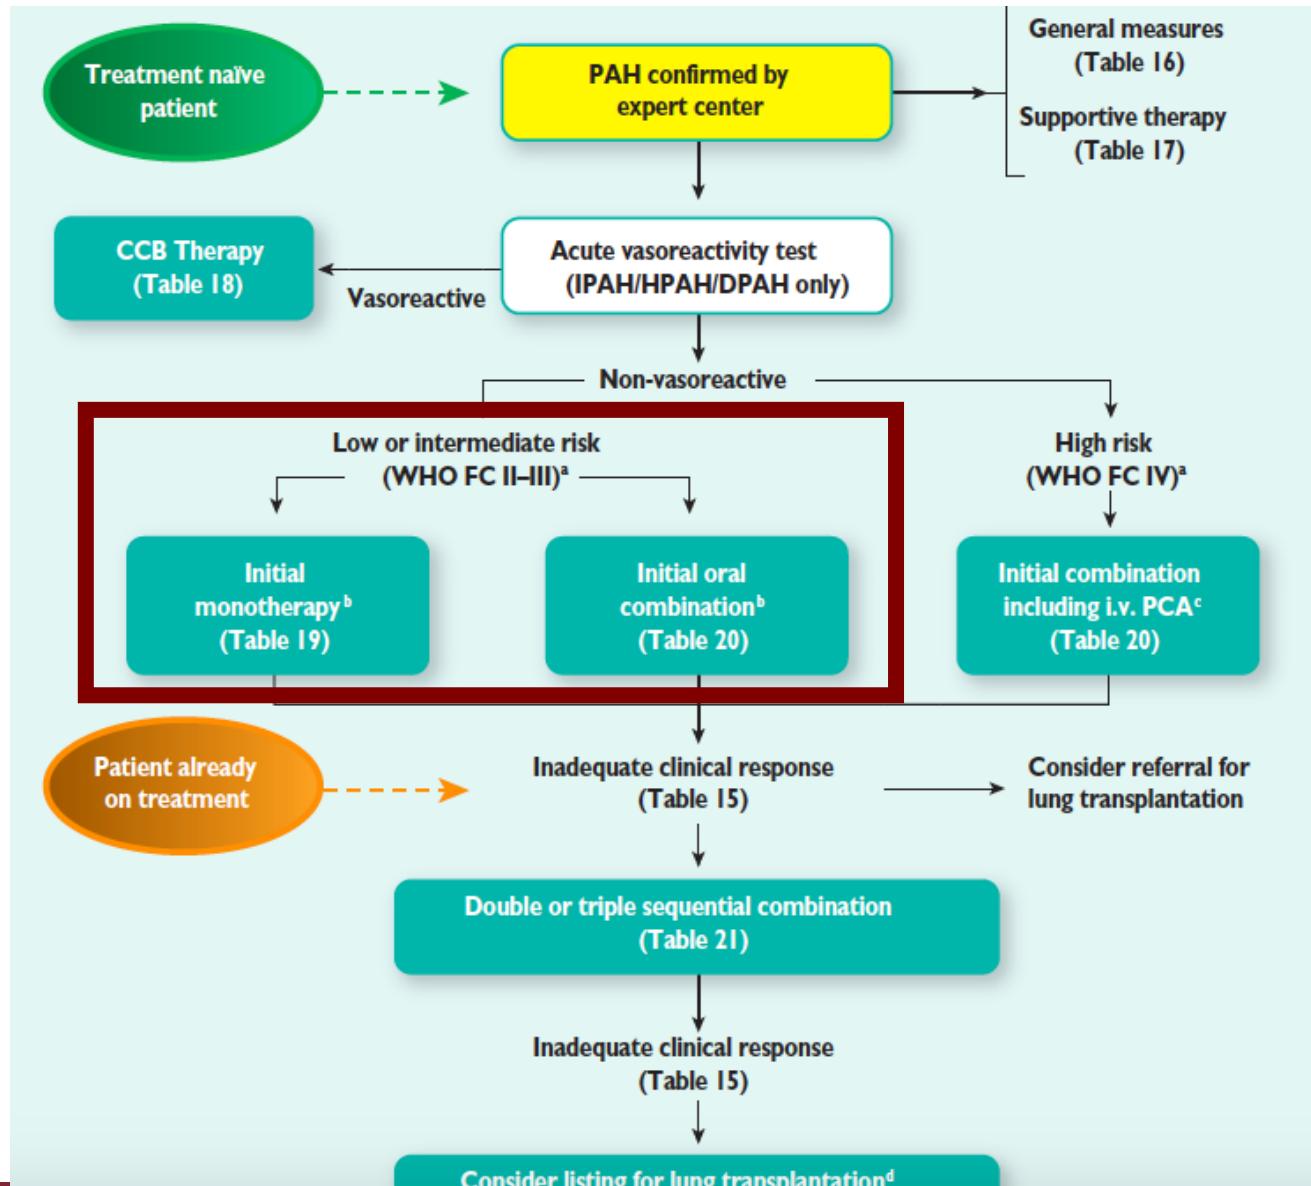 Treatment naïve
patient
PAH confirmed by
expert center
General measures
(Table 16)
Supportive therapy
(Table 17)
CCB Therapy
(Table 18)
Vasoreactive
Acute vasoreactivity test
(IPAH/HPAH/DPAH only)
Non-vasoreactive
Low or intermediate risk
(WHO FC II–III)ª
High risk
(WHO FC IV)ª
Initial
monotherapy b
(Table 19)
Initial oral
combination b
(Table 20)
Initial combination
including i.v. PCA c
(Table 20)
Patient already
on treatment
Inadequate clinical response
(Table 15)
Consider referral for
lung transplantation
Double or triple sequential combination
(Table 21)
Inadequate clinical response
(Table 15)
Consider listing for lung transplantation d